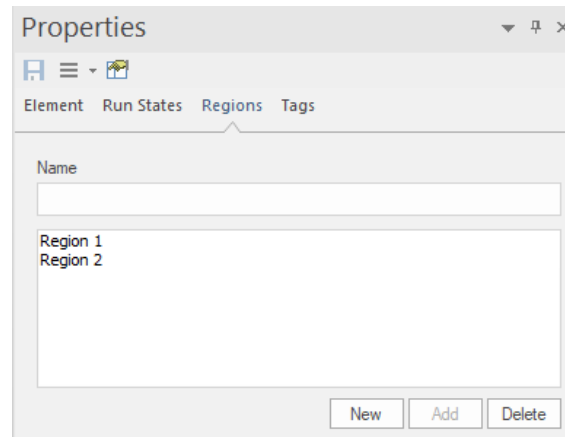 Properties
Element Run States Regions Tags
Name
Region 1
Region 2
New Add Delete